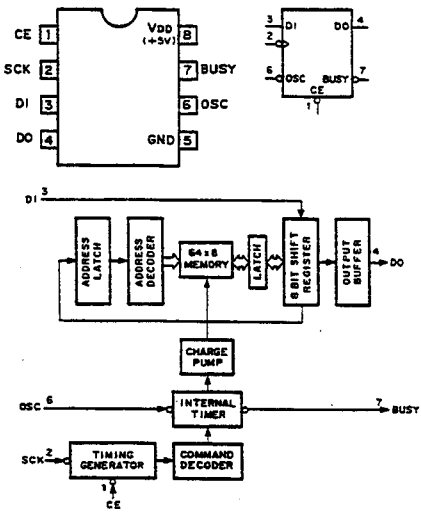 CE 1 VDD (+5V) 8
SCK 2 7 BUSY
DI 3 6 OSC
DO 4 GND 5
3 DI DO 4
2
6 OSC BUSY 7
CE
1
DI 3
ADDRESS LATCH
ADDRESS DECODER
64 x 8 MEMORY
LATCH
8 BIT SHIFT REGISTER
OUTPUT BUFFER
4 DO
CHARGE PUMP
OSC 6
INTERNAL TIMER
7 BUSY
SCK 2
TIMING GENERATOR
COMMAND DECODER
1
CE